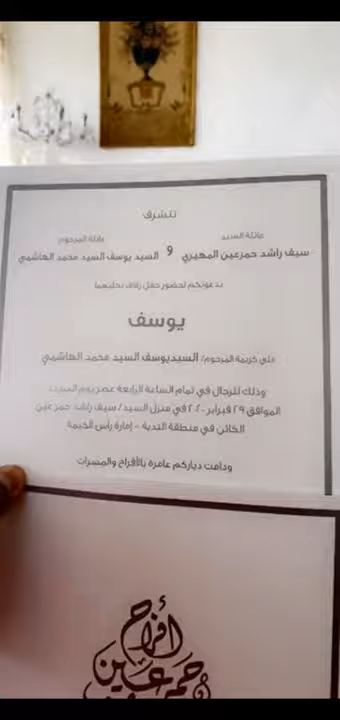 تتشرف
عائلة السيد
عائلة المرحوم
سيف راشد حمرعين المهيري و السيد يوسف السيد محمد الهاشمي
بدعوتكم لحضور حفل زفاف نجليهما
يوسف
على كريمة المرحوم/ السيد يوسف السيد محمد الهاشمي
وذلك للرجال في تمام الساعة الرابعة عصر يوم السبت
الموافق ٢٩ فبراير ٢٠٢٠ في منزل السيد/ سيف راشد حمرعين
الكائن في منطقة الندية - إمارة رأس الخيمة
ودامت دياركم عامرة بالأفراح والمسرات
أفراح
حمرعين